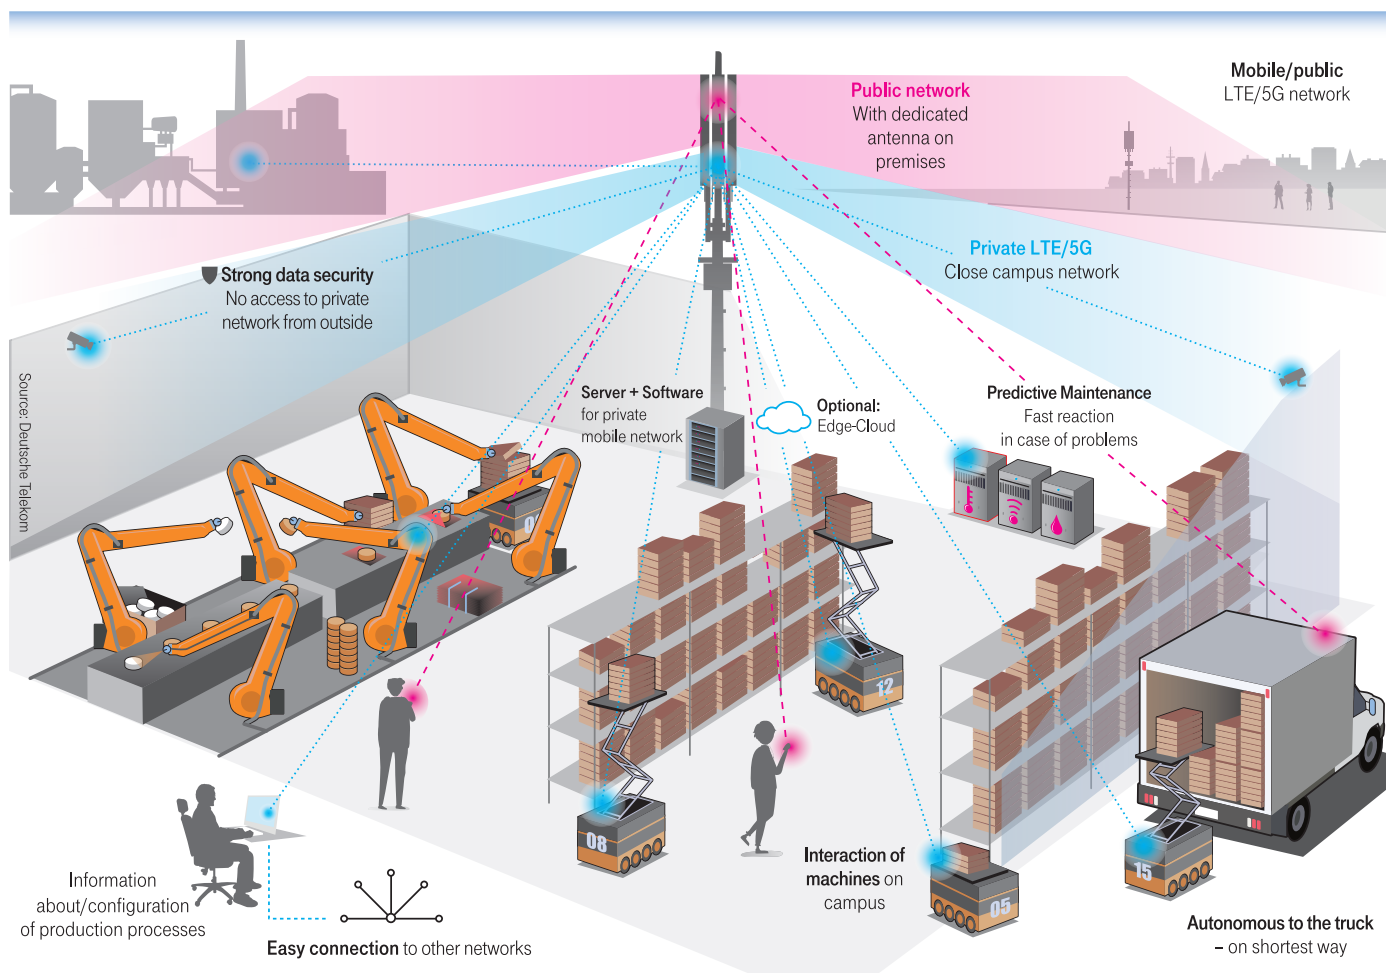 Mobile/public
LTE/5G network
Public network
With dedicated
antenna on
premises
Private LTE/5G
Close campus network
Strong data security
No access to private
network from outside
Source: Deutsche Telekom
Server + Software
for private
mobile network
Optional:
Edge-Cloud
Predictive Maintenance
Fast reaction
in case of problems
12
08
05
15
Interaction of
machines on
campus
Autonomous to the truck
– on shortest way
Information
about/configuration
of production processes
Easy connection to other networks